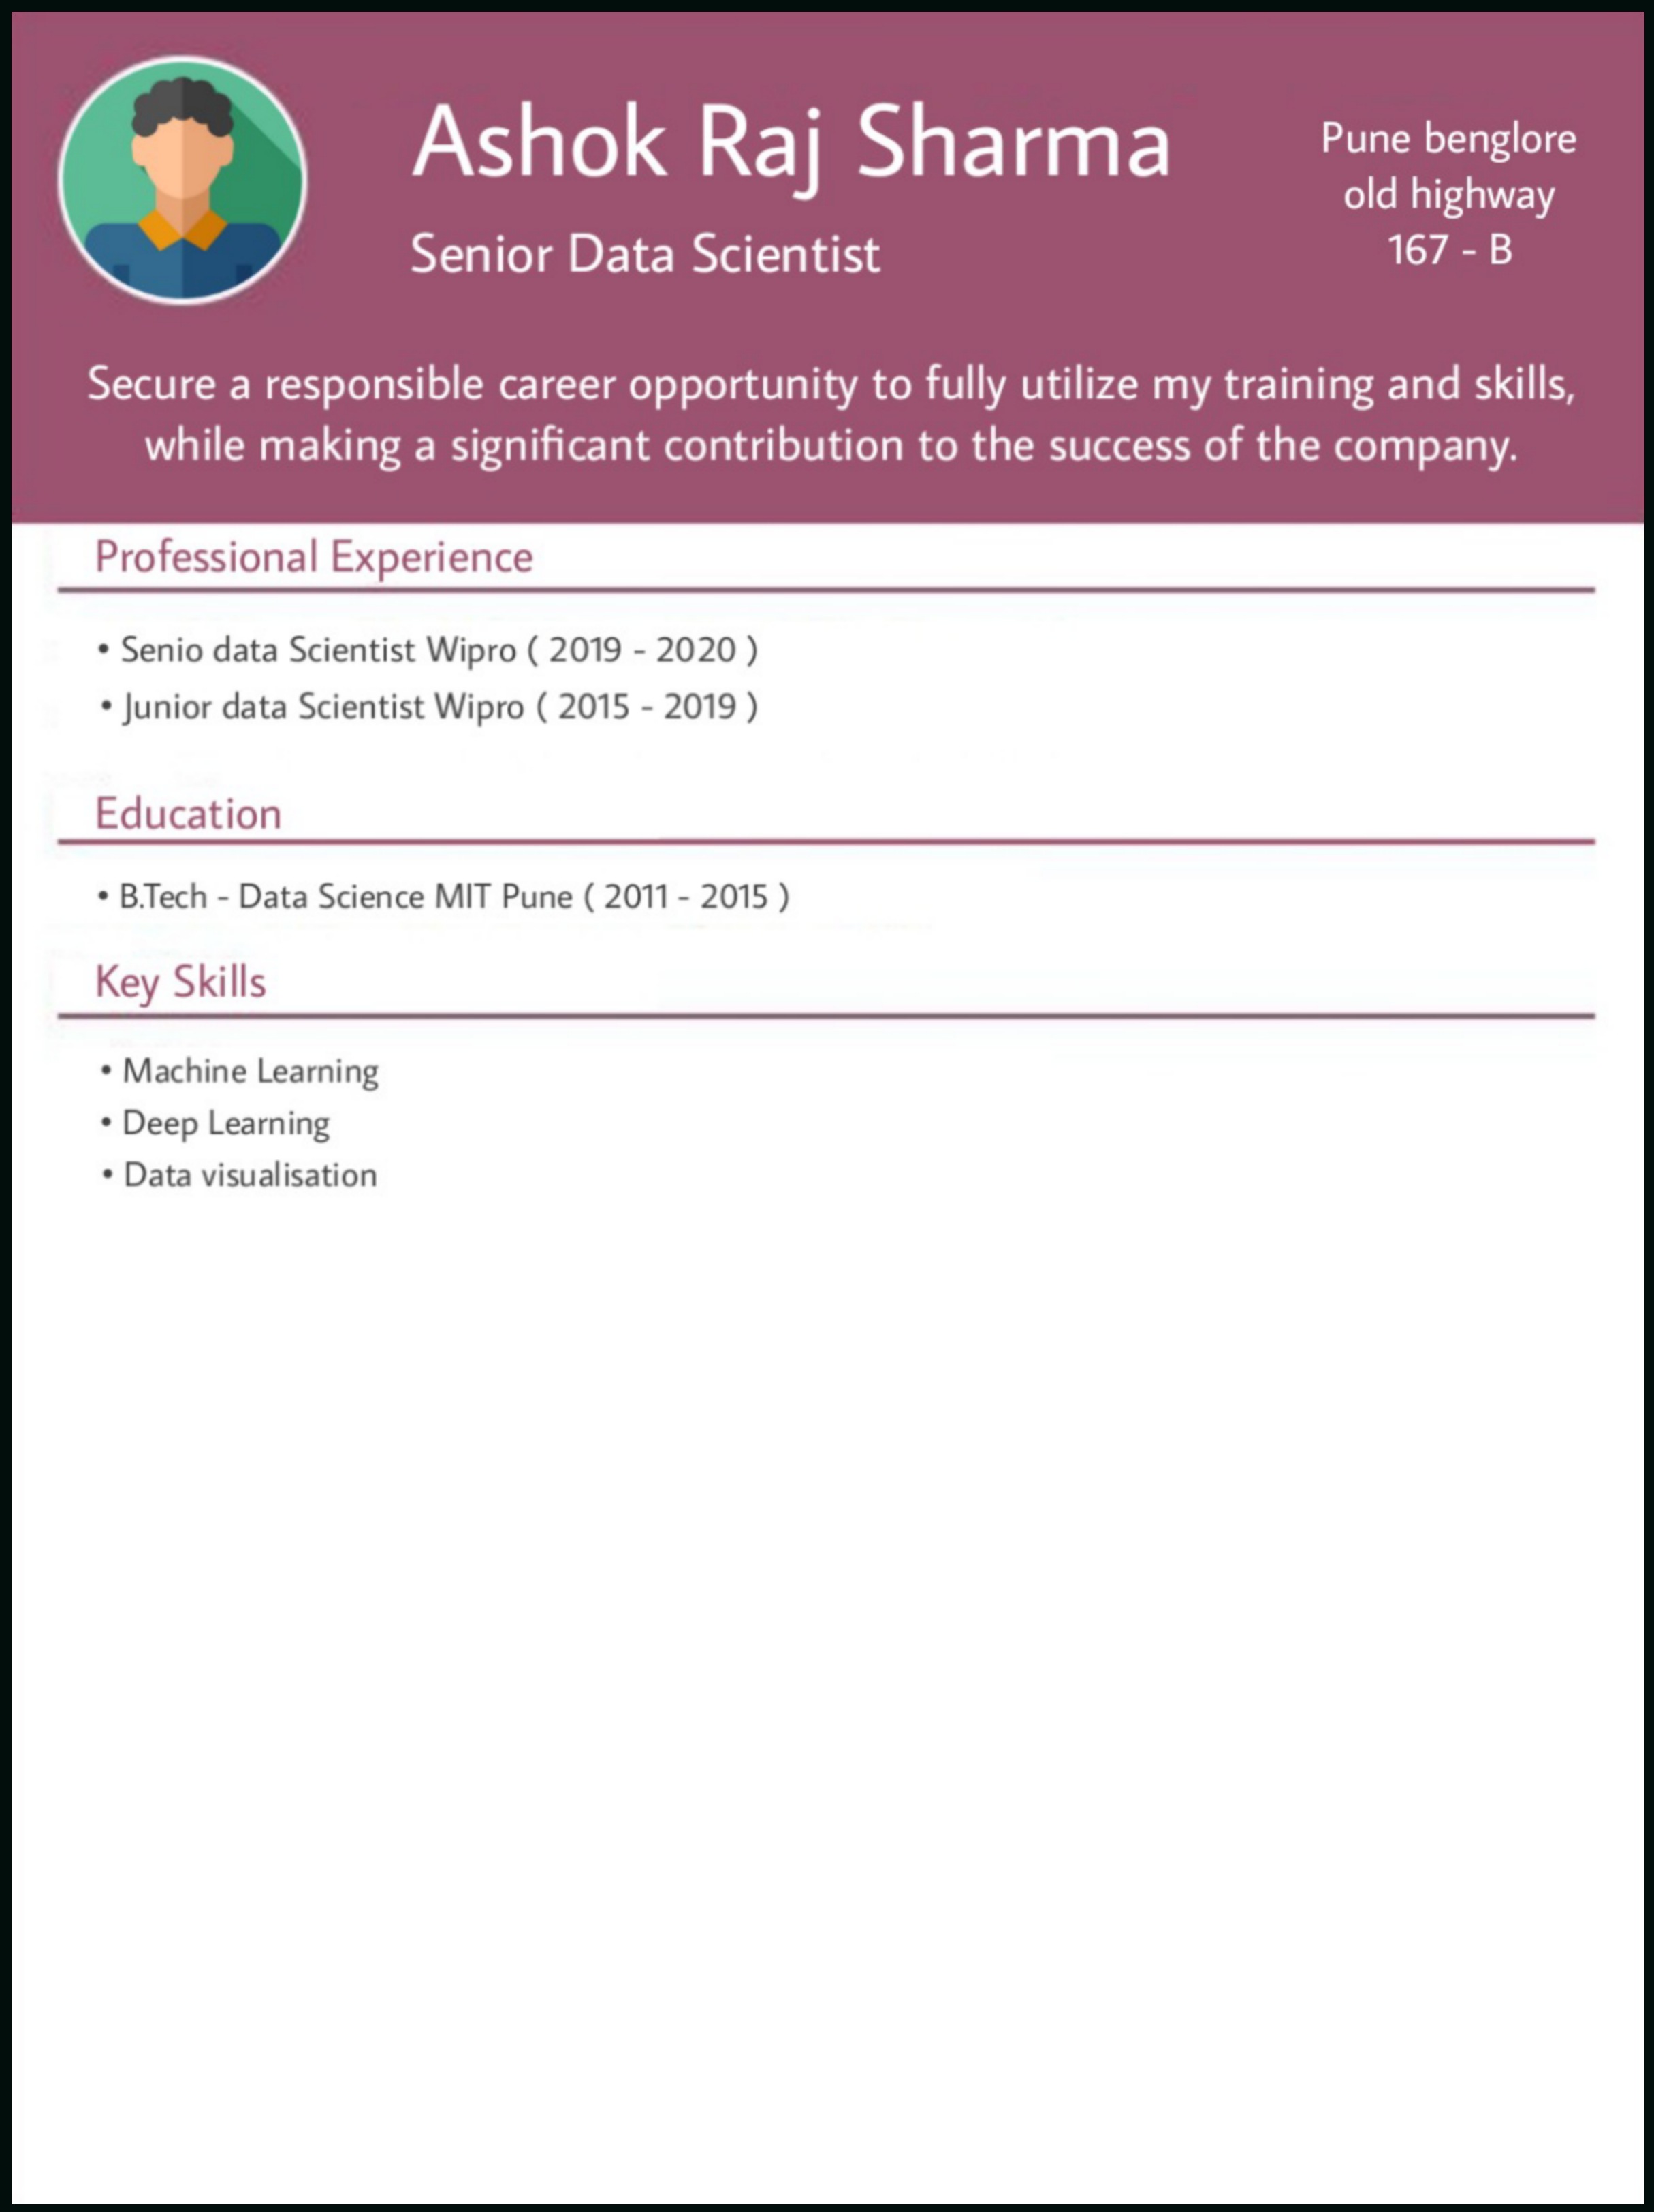 Ashok Raj Sharma
Senior Data Scientist
Pune benglore
old highway
167 - B
Secure a responsible career opportunity to fully utilize my training and skills,
while making a significant contribution to the success of the company.
Professional Experience
• Senio data Scientist Wipro ( 2019 - 2020 )
• Junior data Scientist Wipro ( 2015 - 2019 )
Education
• B.Tech - Data Science MIT Pune ( 2011 - 2015 )
Key Skills
• Machine Learning
• Deep Learning
• Data visualisation